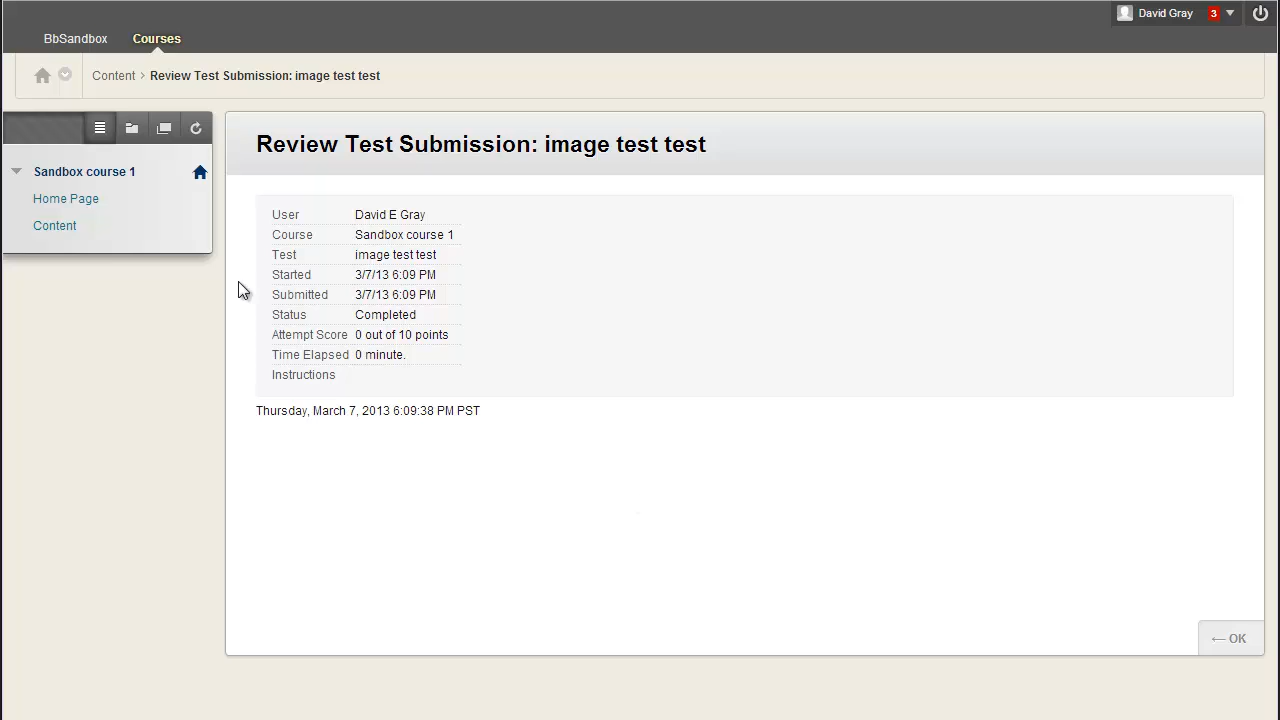 David Gray 3
BbSandbox Courses
Content › Review Test Submission: image test test
Sandbox course 1
Home Page
Content
Review Test Submission: image test test
User David E Gray
Course Sandbox course 1
Test image test test
Started 3/7/13 6:09 PM
Submitted 3/7/13 6:09 PM
Status Completed
Attempt Score 0 out of 10 points
Time Elapsed 0 minute.
Instructions
Thursday, March 7, 2013 6:09:38 PM PST
← OK